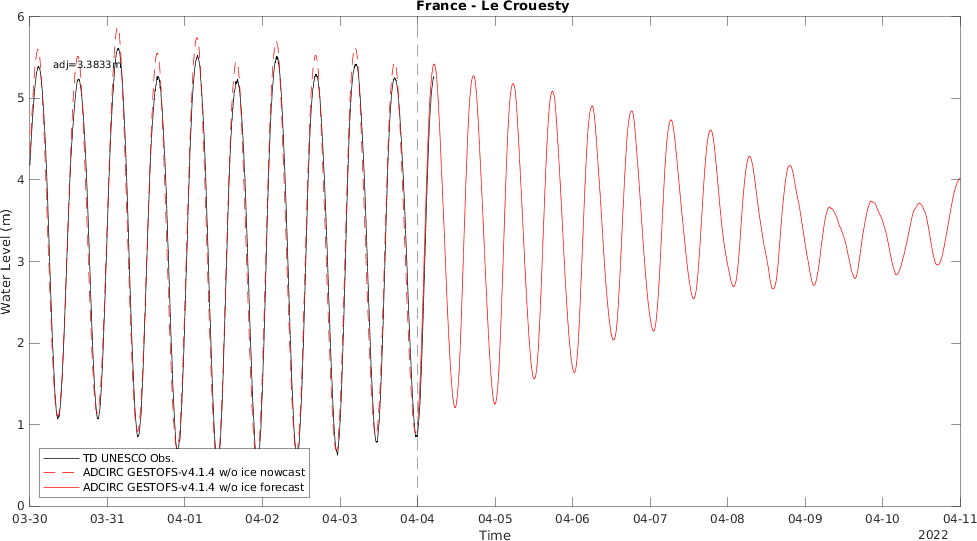 France - Le Crouesty
6
adj=3.3833m
5
4
3
2
1
0
Water Level (m)
TD UNESCO Obs.
ADCIRC GESTOFS-v4.1.4 w/o ice nowcast
ADCIRC GESTOFS-v4.1.4 w/o ice forecast
03-30 03-31 04-01 04-02 04-03 04-04 04-05 04-06 04-07 04-08 04-09 04-10 04-11
Time
2022